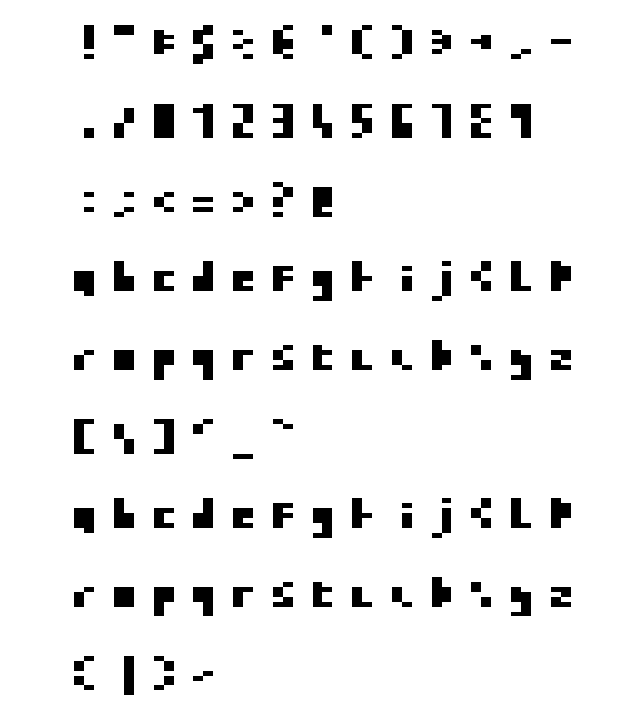 ! " # $ % & ' ( ) * + , -
. / 0 1 2 3 4 5 6 7 8 9
: ; < = > ? @
a b c d e f g h i j k l m
n o p q r s t u v w x y z
[ \ ] ^ _ `
a b c d e f g h i j k l m
n o p q r s t u v w x y z
{ | } ~